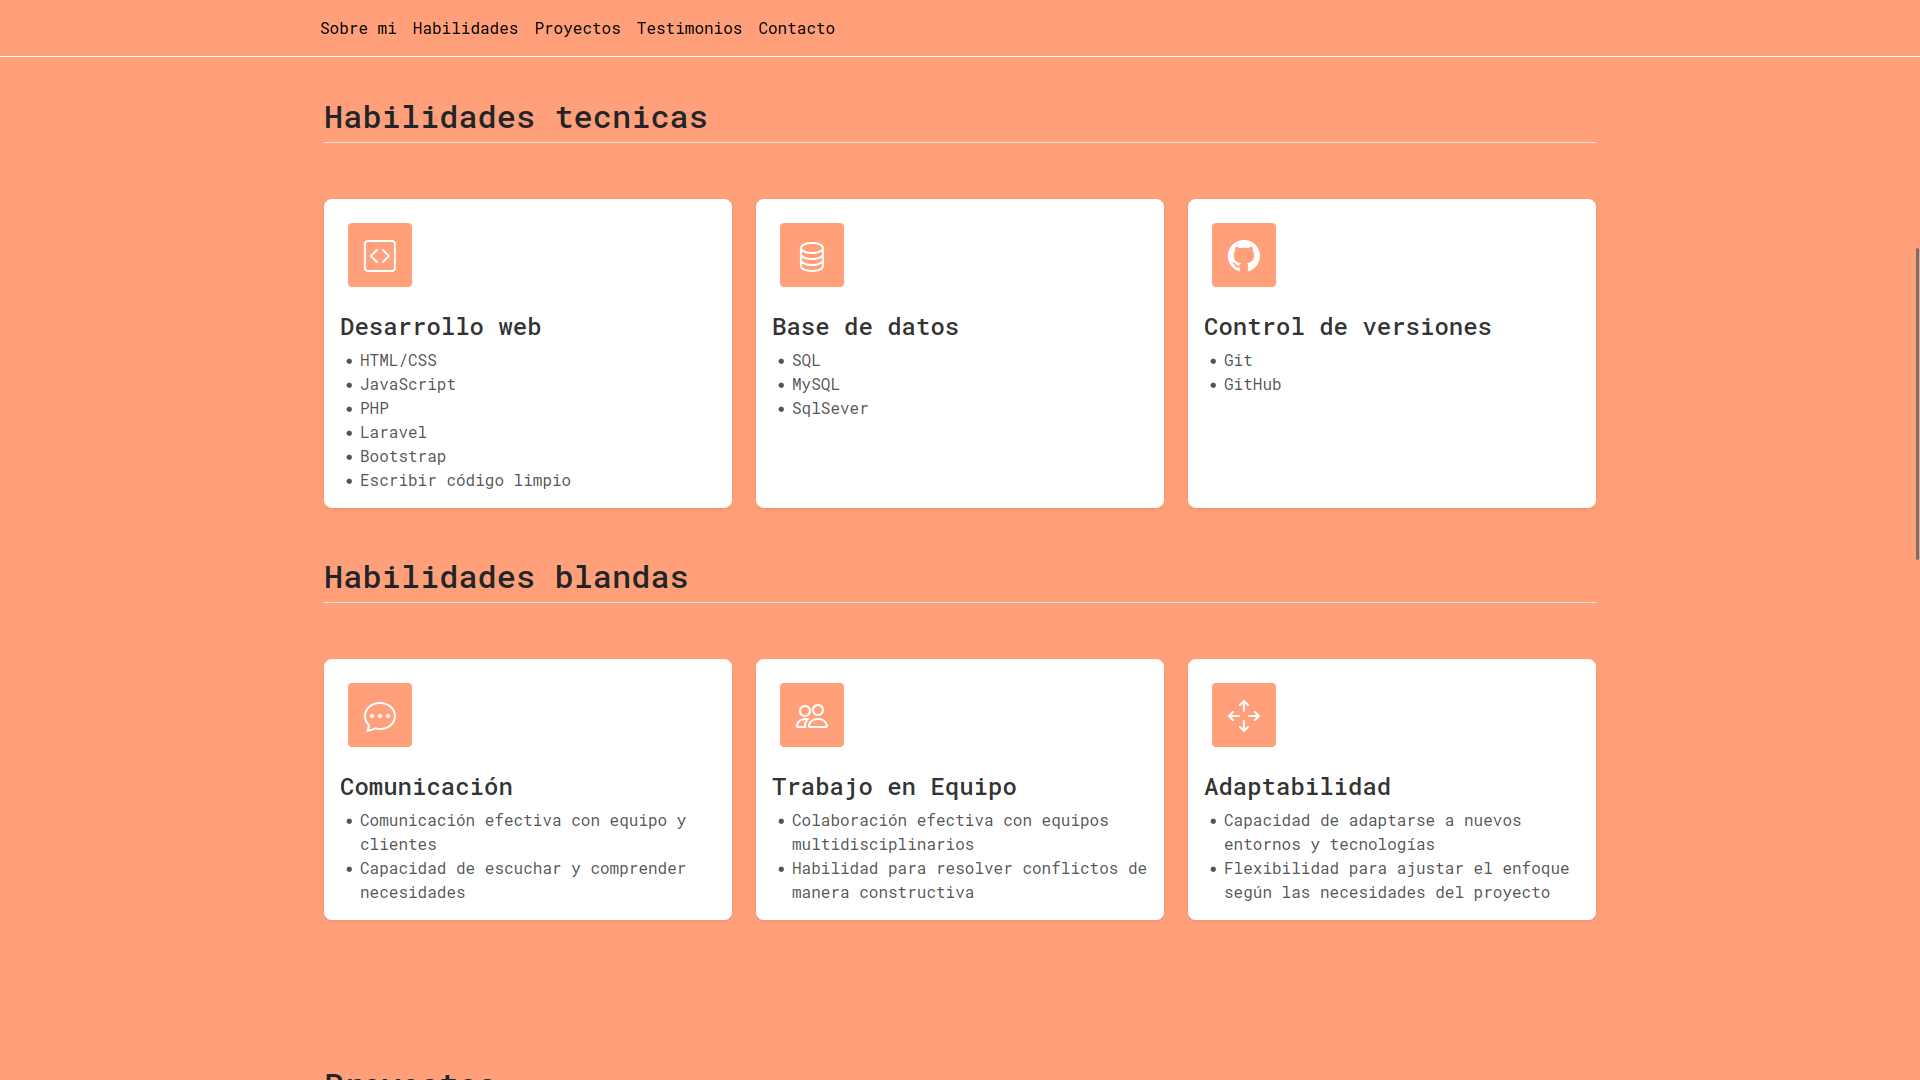 Sobre mi Habilidades Proyectos Testimonios Contacto
Habilidades tecnicas
Desarrollo web
• HTML/CSS
• JavaScript
• PHP
• Laravel
• Bootstrap
• Escribir código limpio
Base de datos
• SQL
• MySQL
• SqlSever
Control de versiones
• Git
• GitHub
Habilidades blandas
Comunicación
• Comunicación efectiva con equipo y
clientes
• Capacidad de escuchar y comprender
necesidades
Trabajo en Equipo
• Colaboración efectiva con equipos
multidisciplinarios
• Habilidad para resolver conflictos de
manera constructiva
Adaptabilidad
• Capacidad de adaptarse a nuevos
entornos y tecnologías
• Flexibilidad para ajustar el enfoque
según las necesidades del proyecto
Proyectos